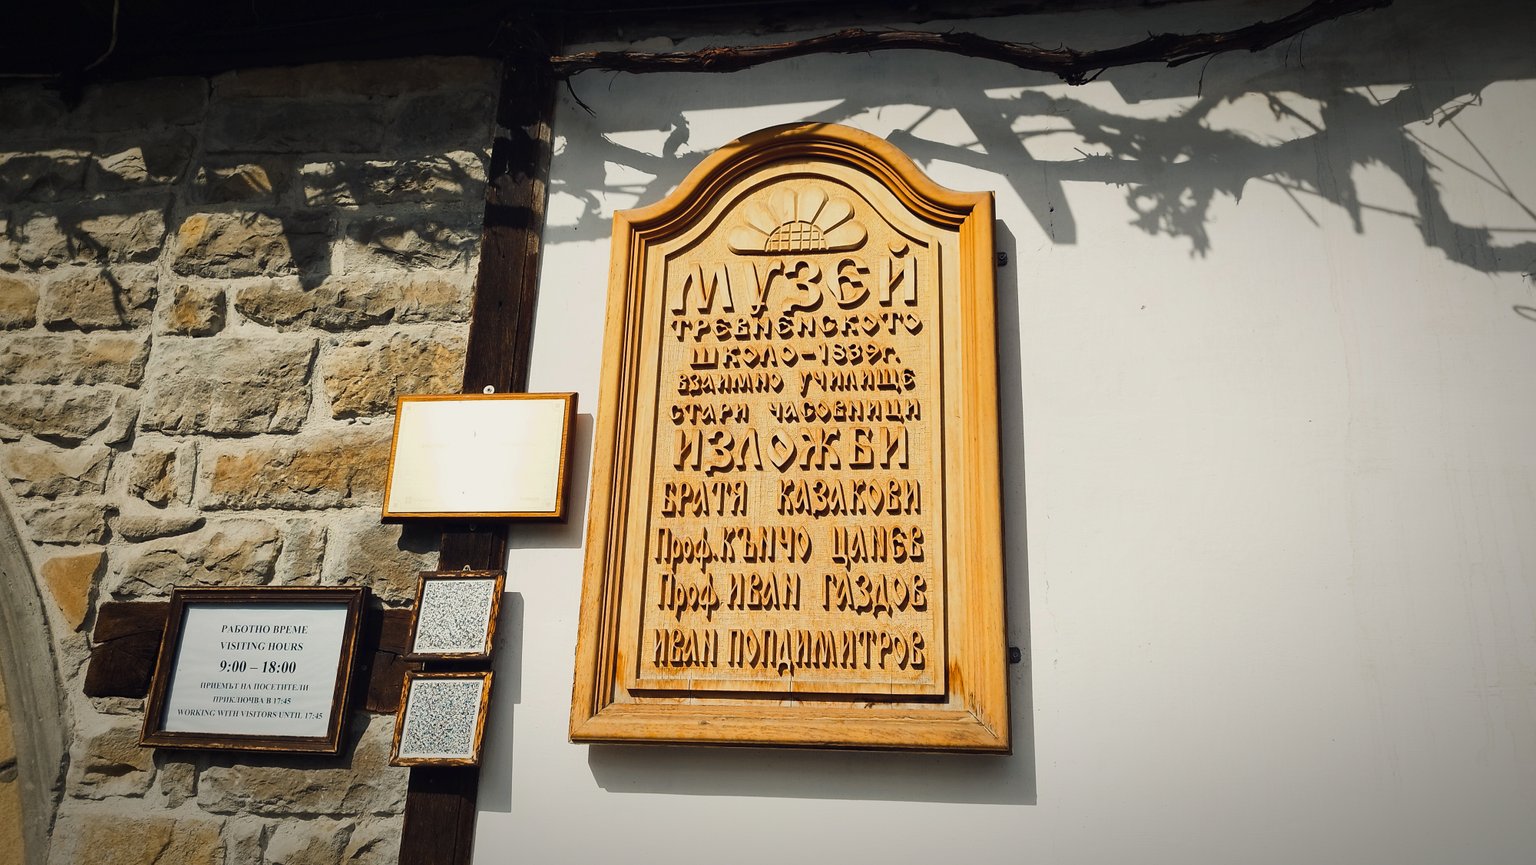 МУЗЕЙ
ТРЕВНЕНСКОТО
ШКОЛО-1839г.
ВЗАИМНО УЧИЛИЩЕ
СТАРИ ЧАСОВНИЦИ
ИЗЛОЖБИ
БРАТЯ КАЗАКОВИ
Проф. КЪНЧО ЦАНЕВ
Проф. ИВАН ГАЗДОВ
ИВАН ПОПДИМИТРОВ
РАБОТНО ВРЕМЕ
VISITING HOURS
9:00 – 18:00
ПРИЕМЪТ НА ПОСЕТИТЕЛИ
ПРИКЛЮЧВА В 17:45
WORKING WITH VISITORS UNTIL 17:45